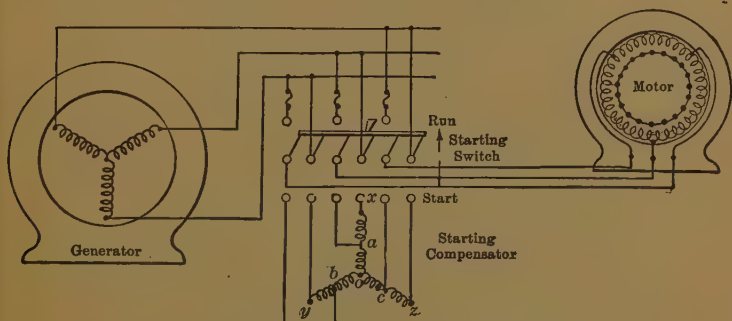 Motor
Run
Starting
Switch
x
Start
a
Starting
Compensator
Generator
b
o
c
y
z